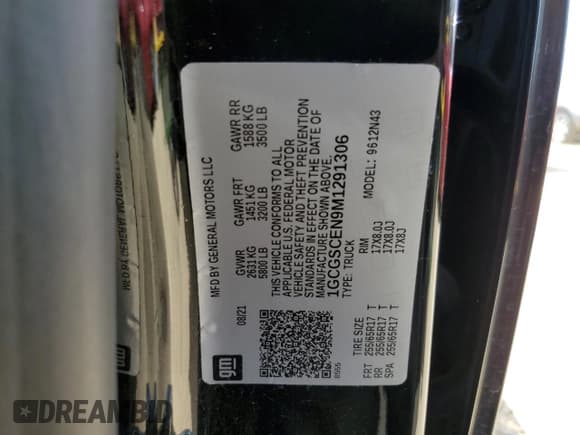 MFD BY GENERAL MOTORS LLC
08/21
GVWR GAWR FRT GAWR RR
2631 KG 1451 KG 1588 KG
5800 LB 3200 LB 3500 LB
THIS VEHICLE CONFORMS TO ALL
APPLICABLE U.S. FEDERAL MOTOR
VEHICLE SAFETY AND THEFT PREVENTION
STANDARDS IN EFFECT ON THE DATE OF
MANUFACTURE SHOWN ABOVE.
1GCGSCEN9M1291306
TYPE: TRUCK MODEL: 9612N43
TIRE SIZE RIM
FRT 255/65R17 T 17X8.0J
RR 255/65R17 T 17X8.0J
SPA 255/65R17 T 17X8J
gm
DREAMBID